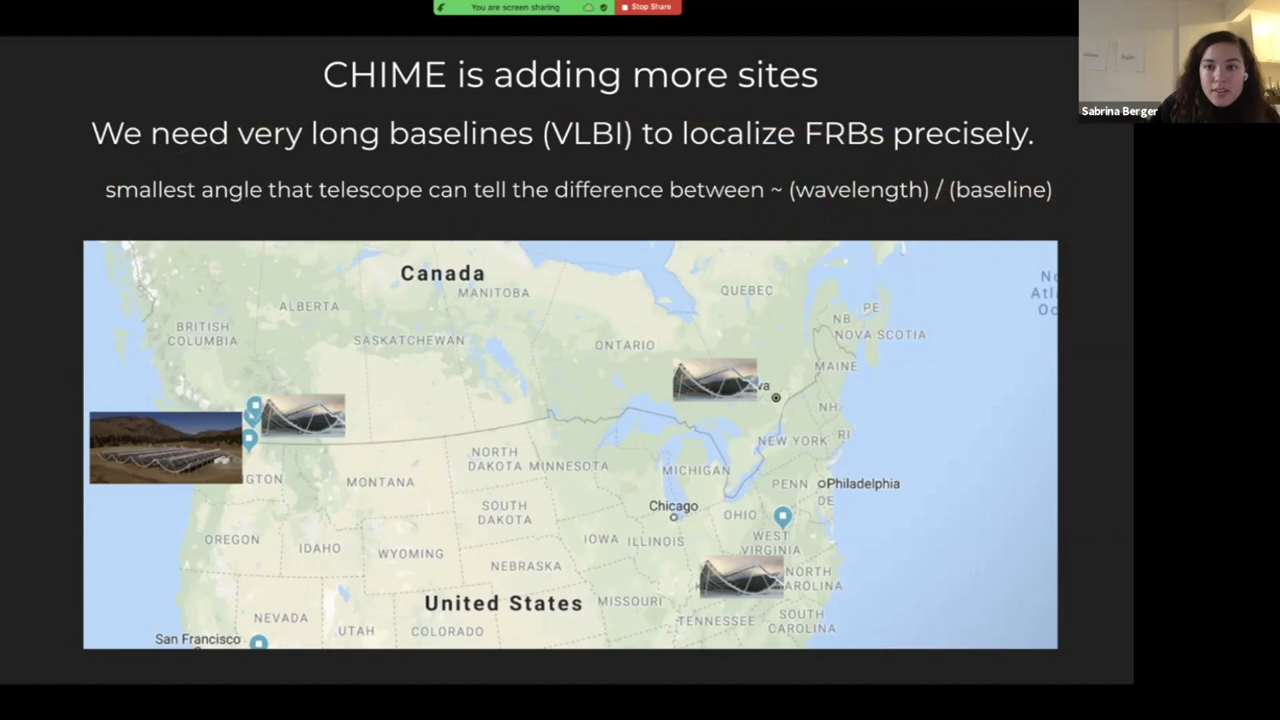 You are screen sharing
Stop Share
CHIME is adding more sites
We need very long baselines (VLBI) to localize FRBs precisely.
smallest angle that telescope can tell the difference between ~ (wavelength) / (baseline)
Sabrina Berger
Canada
ALBERTA
MANITOBA
QUEBEC
BRITISH
COLUMBIA
SASKATCHEWAN
ONTARIO
NB
PE
NOVA SCOTIA
MAINE
va
NH
NEW YORK
RI
NORTH
DAKOTA
MINNESOTA
MICHIGAN
GTON
MONTANA
PENN
Philadelphia
DE
SOUTH
DAKOTA
Chicago
OHIO
WEST
VIRGINIA
OREGON
IDAHO
WYOMING
IOWA
ILLINOIS
NEBRASKA
NORTH
AROLINA
United States
MISSOURI
NEVADA
UTAH
COLORADO
TENNESSEE
SOUTH
CAROLINA
San Francisco